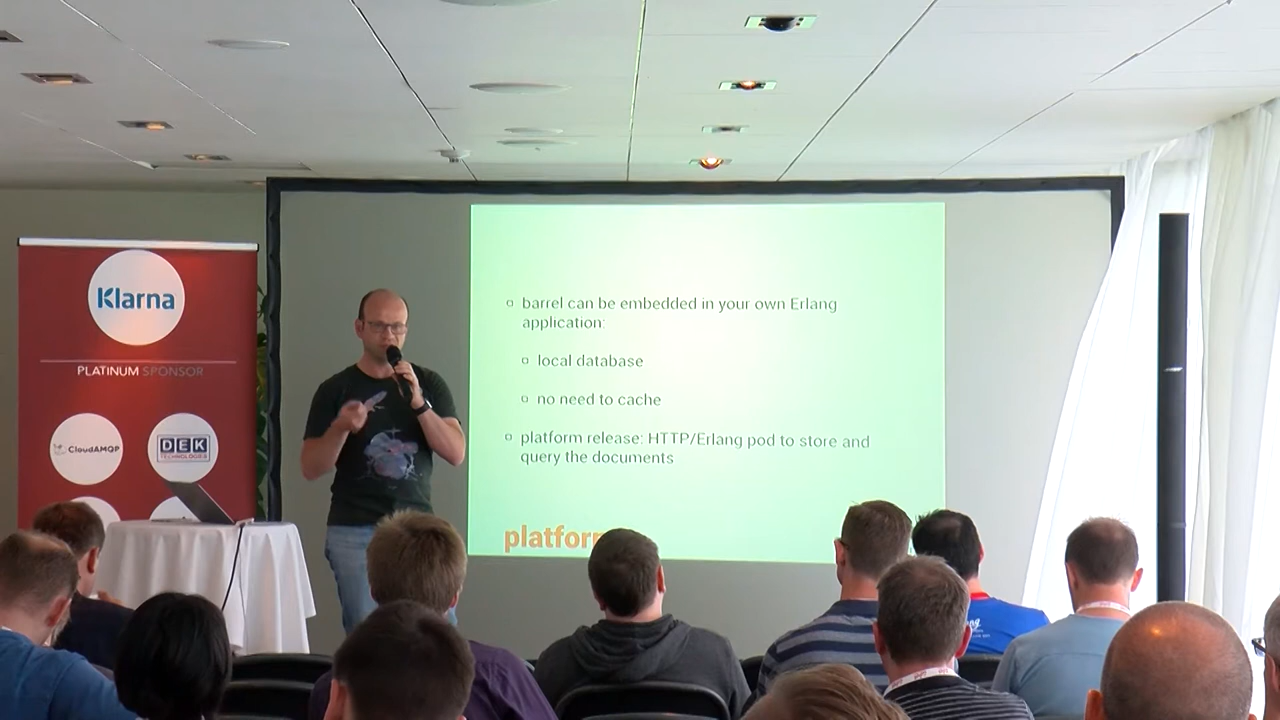 Klarna
PLATINUM SPONSOR
CloudAMQP
DEK
TECHNOLOGIES
barrel can be embedded in your own Erlang
application:
local database
no need to cache
platform release: HTTP/Erlang pod to store and
query the documents